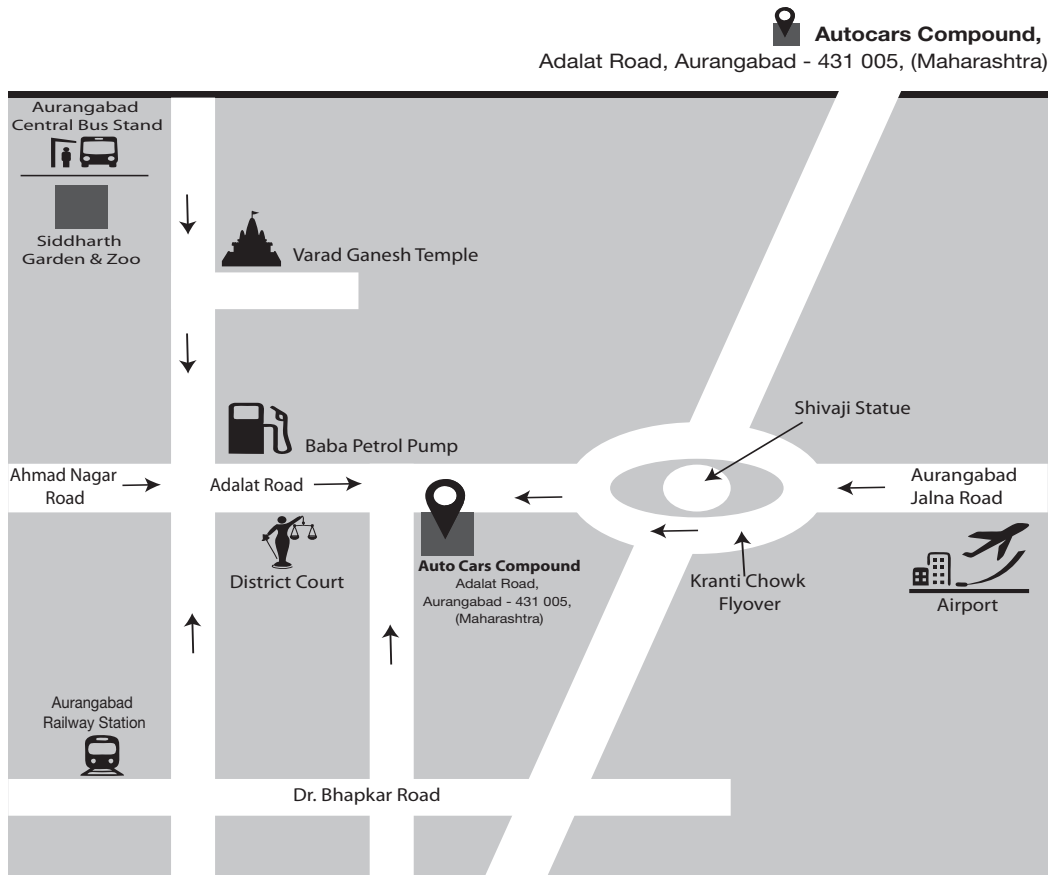 Autocars Compound,
Adalat Road, Aurangabad - 431 005, (Maharashtra)
Aurangabad
Central Bus Stand
Siddharth
Garden & Zoo
Varad Ganesh Temple
Shivaji Statue
Baba Petrol Pump
Ahmad Nagar
Road
Adalat Road
Aurangabad
Jalna Road
District Court
Auto Cars Compound
Adalat Road,
Aurangabad - 431 005,
(Maharashtra)
Kranti Chowk
Flyover
Airport
Aurangabad
Railway Station
Dr. Bhapkar Road